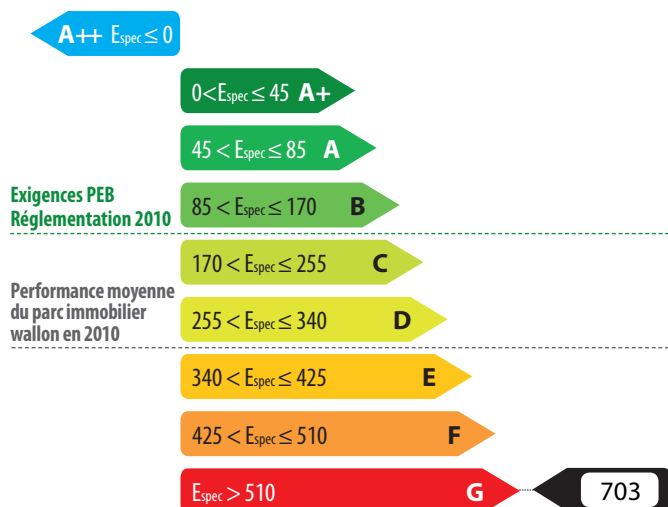 A++ Espec ≤ 0
0<Espec ≤ 45 A+
45 < Espec ≤ 85 A
Exigences PEB
Réglementation 2010
85 < Espec ≤ 170 B
170 < Espec ≤ 255 C
Performance moyenne
du parc immobilier
wallon en 2010
255 < Espec ≤ 340 D
340 < Espec ≤ 425 E
425 < Espec ≤ 510 F
Espec > 510 G 703